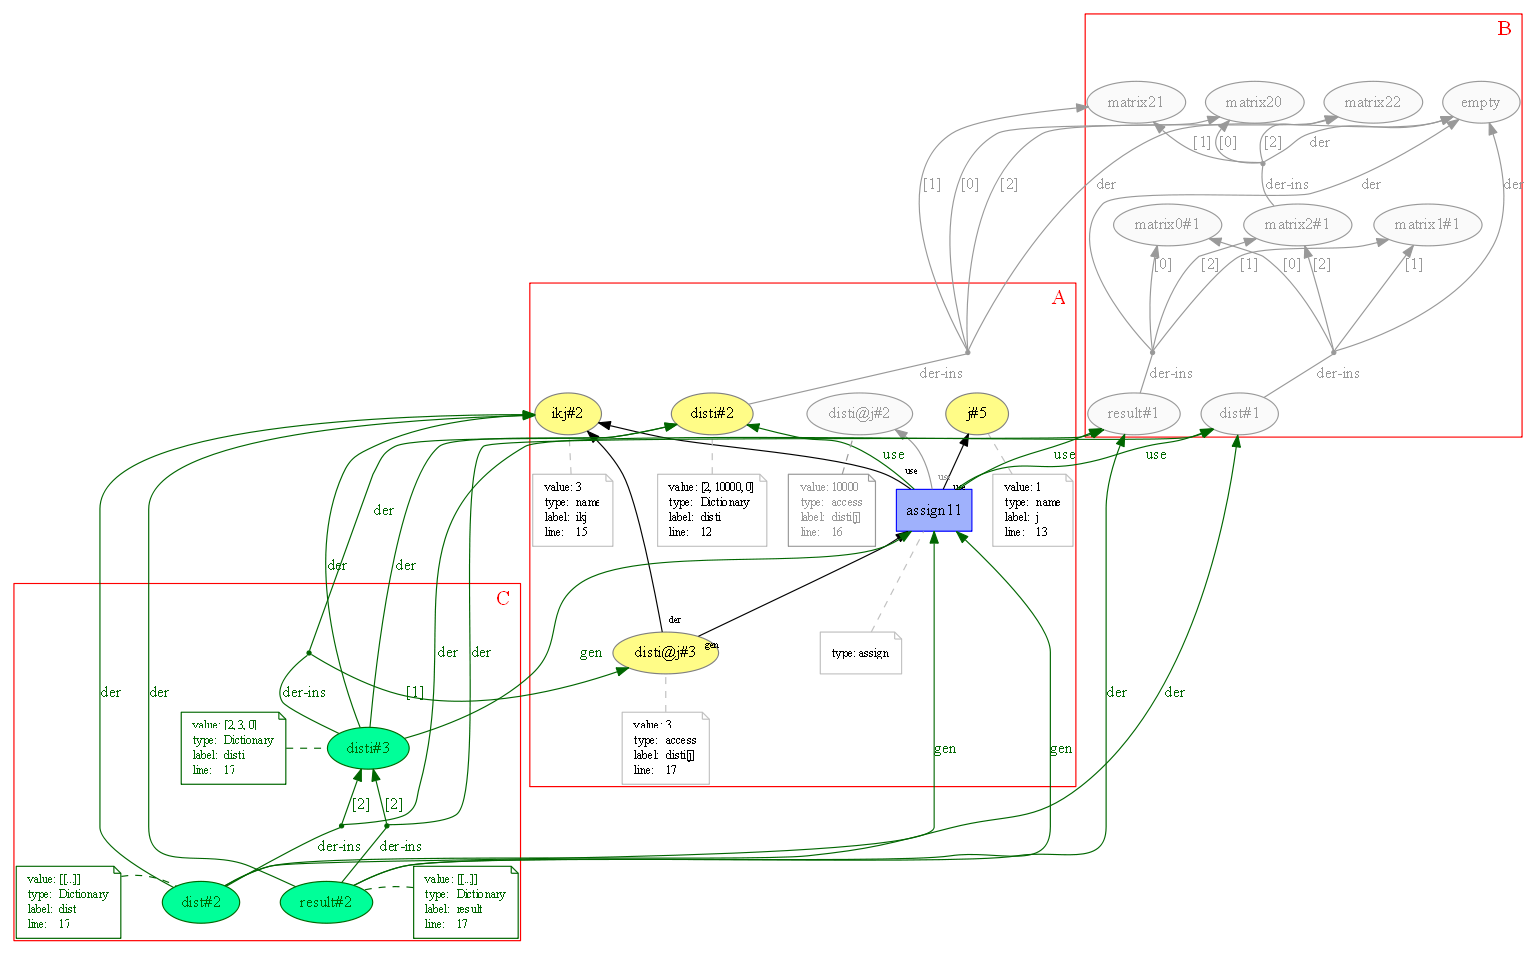 B
matrix21 matrix20 matrix22 empty
[1] [0] [2] der
[1] [0] [2] der der-ins der der
matrix0#1 matrix2#1 matrix1#1
[0] [2] [1] [0] [2] [1]
A
der-ins der-ins der-ins
ikj#2 disti#2 disti@j#2 j#5 result#1 dist#1
use use use
use
use
use
value: 3
type: name
label: ikj
line: 15
value: [2, 10000, 0]
type: Dictionary
label: disti
line: 12
value: 10000
type: access
label: disti[j]
line: 16
assign11
value: 1
type: name
label: j
line: 13
der
der der
C
der
gen
disti@j#3
gen
type: assign
der der
der der der-ins [1] der der
value: 3
type: access
label: disti[j]
line: 17
value: [2, 3, 0]
type: Dictionary
label: disti
line: 17
disti#3
gen gen
[2] [2]
der-ins der-ins
value: [[...]]
type: Dictionary
label: dist
line: 17
dist#2 result#2
value: [[...]]
type: Dictionary
label: result
line: 17